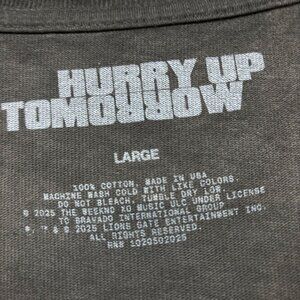 HURRY UP
TOMORROW
LARGE
100% COTTON. MADE IN USA
MACHINE WASH COLD WITH LIKE COLORS.
DO NOT BLEACH. TUMBLE DRY LOW.
© 2025 THE WEEKND XO MUSIC ULC UNDER LICENSE
TO BRAVADO INTERNATIONAL GROUP
®, ™ & © 2025 LIONS GATE ENTERTAINMENT INC.
ALL RIGHTS RESERVED.
RN# 1020502025